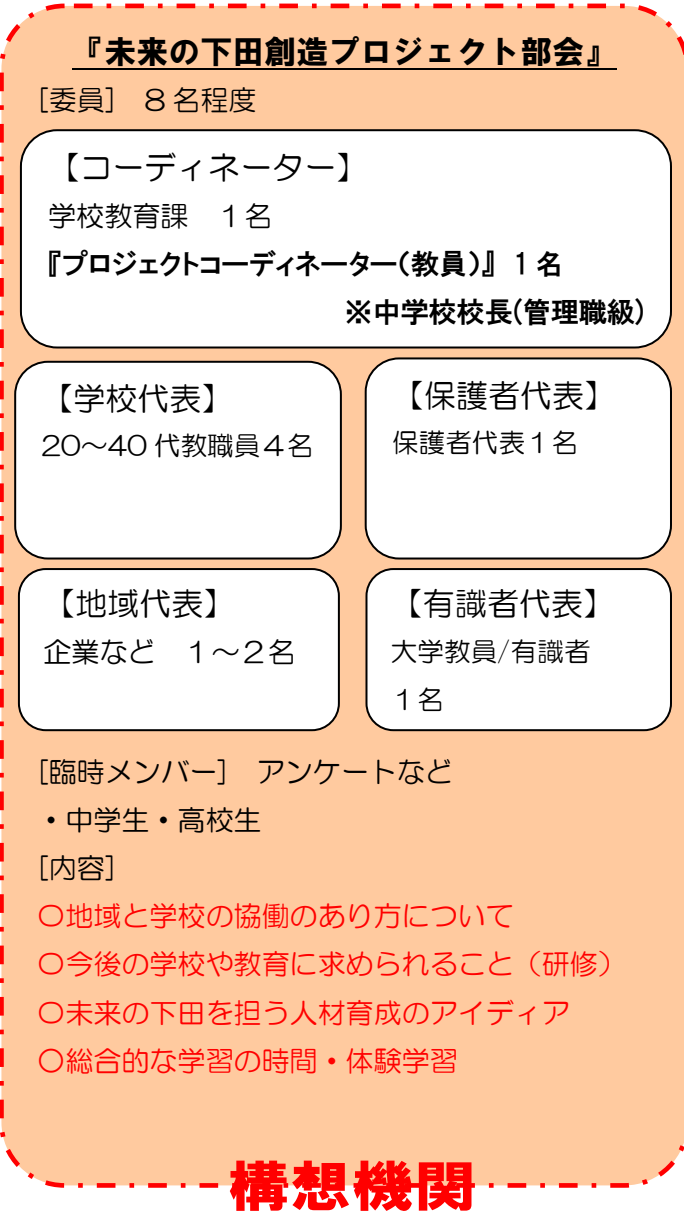 『未来の下田創造プロジェクト部会』
[委員]　８名程度
【コーディネーター】
学校教育課　１名
『プロジェクトコーディネーター(教員)』１名
※中学校校長(管理職級)
【学校代表】
20～40代教職員４名
【保護者代表】
保護者代表１名
【地域代表】
企業など　１～２名
【有識者代表】
大学教員/有識者
１名
[臨時メンバー]　アンケートなど
・中学生・高校生
[内容]
〇地域と学校の協働のあり方について
〇今後の学校や教育に求められること（研修）
〇未来の下田を担う人材育成のアイディア
〇総合的な学習の時間・体験学習
構想機関